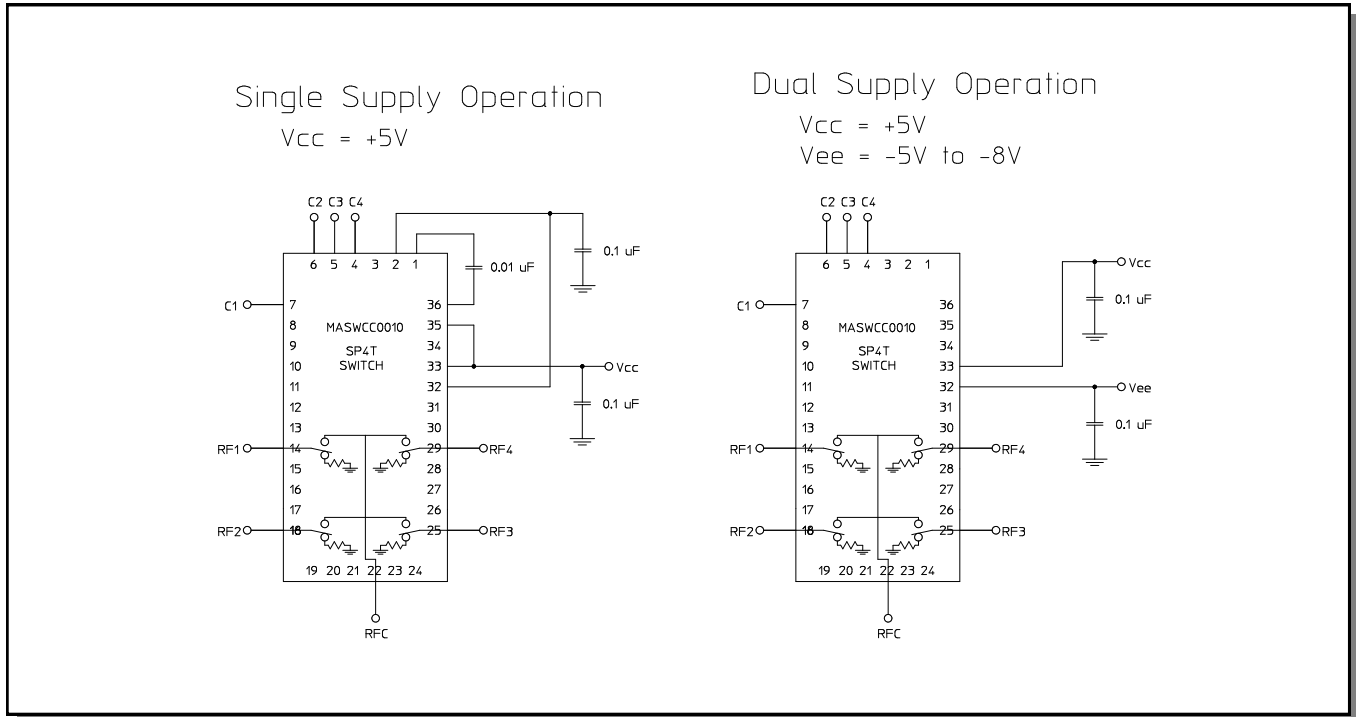 Single Supply Operation
Vcc = +5V
C2 C3 C4
6 5 4 3 2 1
0.1 uF
0.01 uF
C1
7
8
9
10
11
12
13
14
15
16
17
18
MASWCC0010
SP4T
SWITCH
36
35
34
33
32
31
30
29
28
27
26
25
Vcc
0.1 uF
RF1
RF4
RF2
RF3
19 20 21 22 23 24
RFC
Dual Supply Operation
Vcc = +5V
Vee = -5V to -8V
C2 C3 C4
6 5 4 3 2 1
C1
7
8
9
10
11
12
13
14
15
16
17
18
MASWCC0010
SP4T
SWITCH
36
35
34
33
32
31
30
29
28
27
26
25
Vcc
0.1 uF
Vee
0.1 uF
RF1
RF4
RF2
RF3
19 20 21 22 23 24
RFC